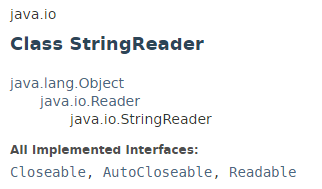 java.io
Class StringReader
java.lang.Object
java.io.Reader
java.io.StringReader
All Implemented Interfaces:
Closeable, AutoCloseable, Readable